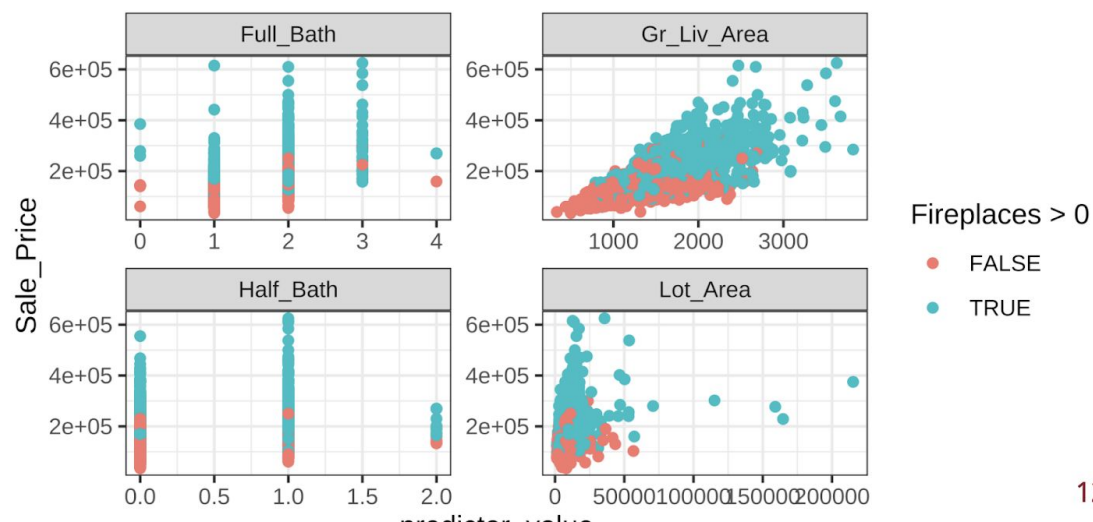 Full_Bath
Gr_Liv_Area
6e+05
4e+05
2e+05
0 1 2 3 4
6e+05
4e+05
2e+05
1000 2000 3000
Sale_Price
Half_Bath
Lot_Area
6e+05
4e+05
2e+05
0.0 0.5 1.0 1.5 2.0
6e+05
4e+05
2e+05
0 50000 100000 150000 200000
Fireplaces > 0
FALSE
TRUE